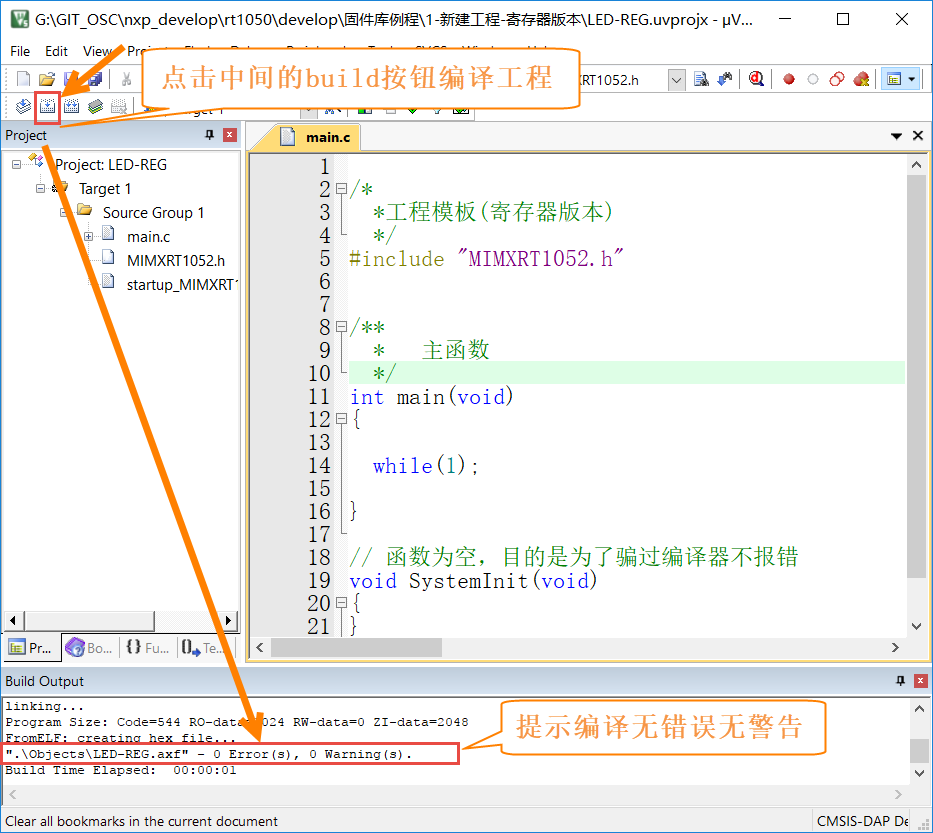 G:\GIT_OSC\nxp_develop\rt1050\develop\固件库例程\1-新建工程-寄存器版本\LED-REG.uvprojx - µV...
File Edit View
点击中间的build按钮编译工程
RT1052.h
Project
main.c
Project: LED-REG
Target 1
Source Group 1
main.c
MIMXRT1052.h
startup_MIMXRT1
1
2 /*
3 *工程模板(寄存器版本)
4 */
5 #include "MIMXRT1052.h"
6
7
8 /**
9 * 主函数
10 */
11 int main(void)
12 {
13
14 while(1);
15
16 }
17
18 // 函数为空，目的是为了骗过编译器不报错
19 void SystemInit(void)
20 {
21 }
Pr... Bo... {} Fu... Te...
Build Output
linking...
Program Size: Code=544 RO-data=024 RW-data=0 ZI-data=2048
FromELF: creating hex file...
".\Objects\LED-REG.axf" - 0 Error(s), 0 Warning(s).
Build Time Elapsed: 00:00:01
提示编译无错误无警告
Clear all bookmarks in the current document
CMSIS-DAP De